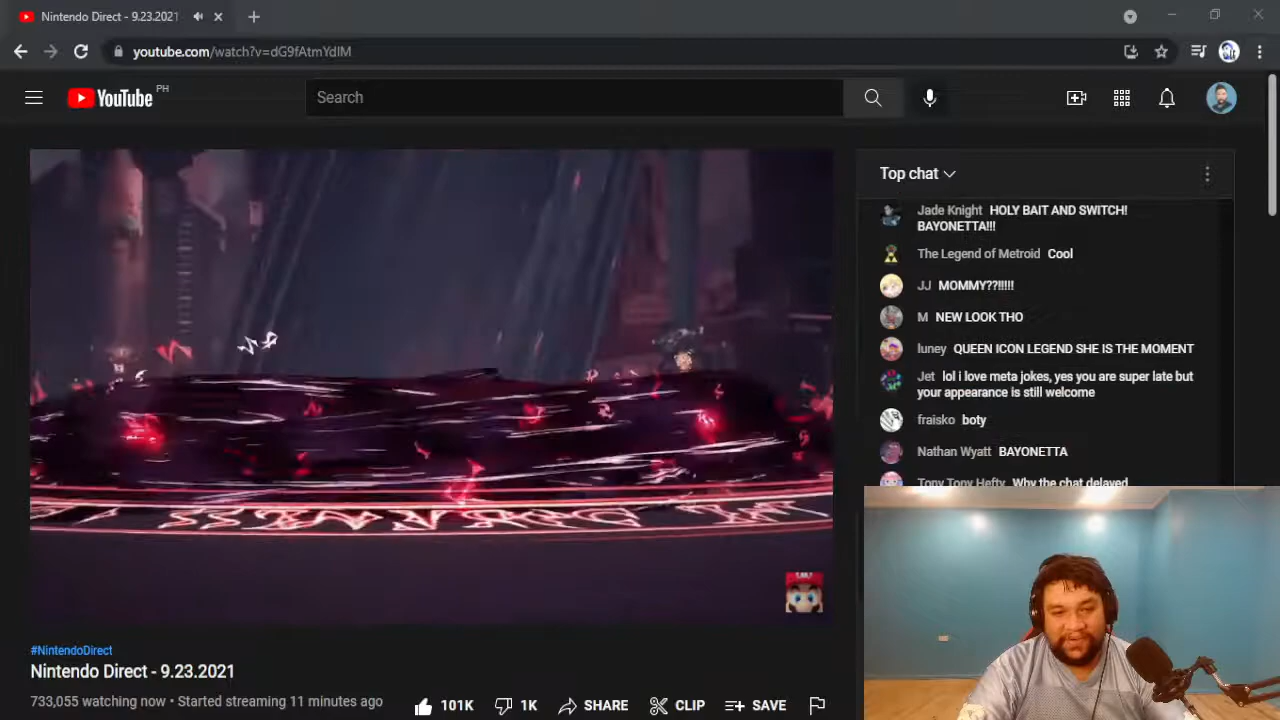 Nintendo Direct - 9.23.2021
youtube.com/watch?v=dG9fAtmYdIM
YouTube PH
Search
Top chat
Jade Knight HOLY BAIT AND SWITCH!
BAYONETTA!!!
The Legend of Metroid Cool
JJ MOMMY??!!!!!
M NEW LOOK THO
luney QUEEN ICON LEGEND SHE IS THE MOMENT
Jet lol i love meta jokes, yes you are super late but
your appearance is still welcome
fraisko boty
Nathan Wyatt BAYONETTA
Tony Tony Hefty Why the chat delayed
#NintendoDirect
Nintendo Direct - 9.23.2021
733,055 watching now • Started streaming 11 minutes ago
101K 1K SHARE CLIP SAVE